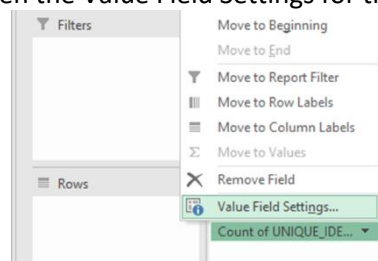 en the Value Field Settings for th
Filters
Move to Beginning
Move to End
Move to Report Filter
Move to Row Labels
Move to Column Labels
Σ Move to Values
Rows
Remove Field
Value Field Settings...
Count of UNIQUE_IDE...